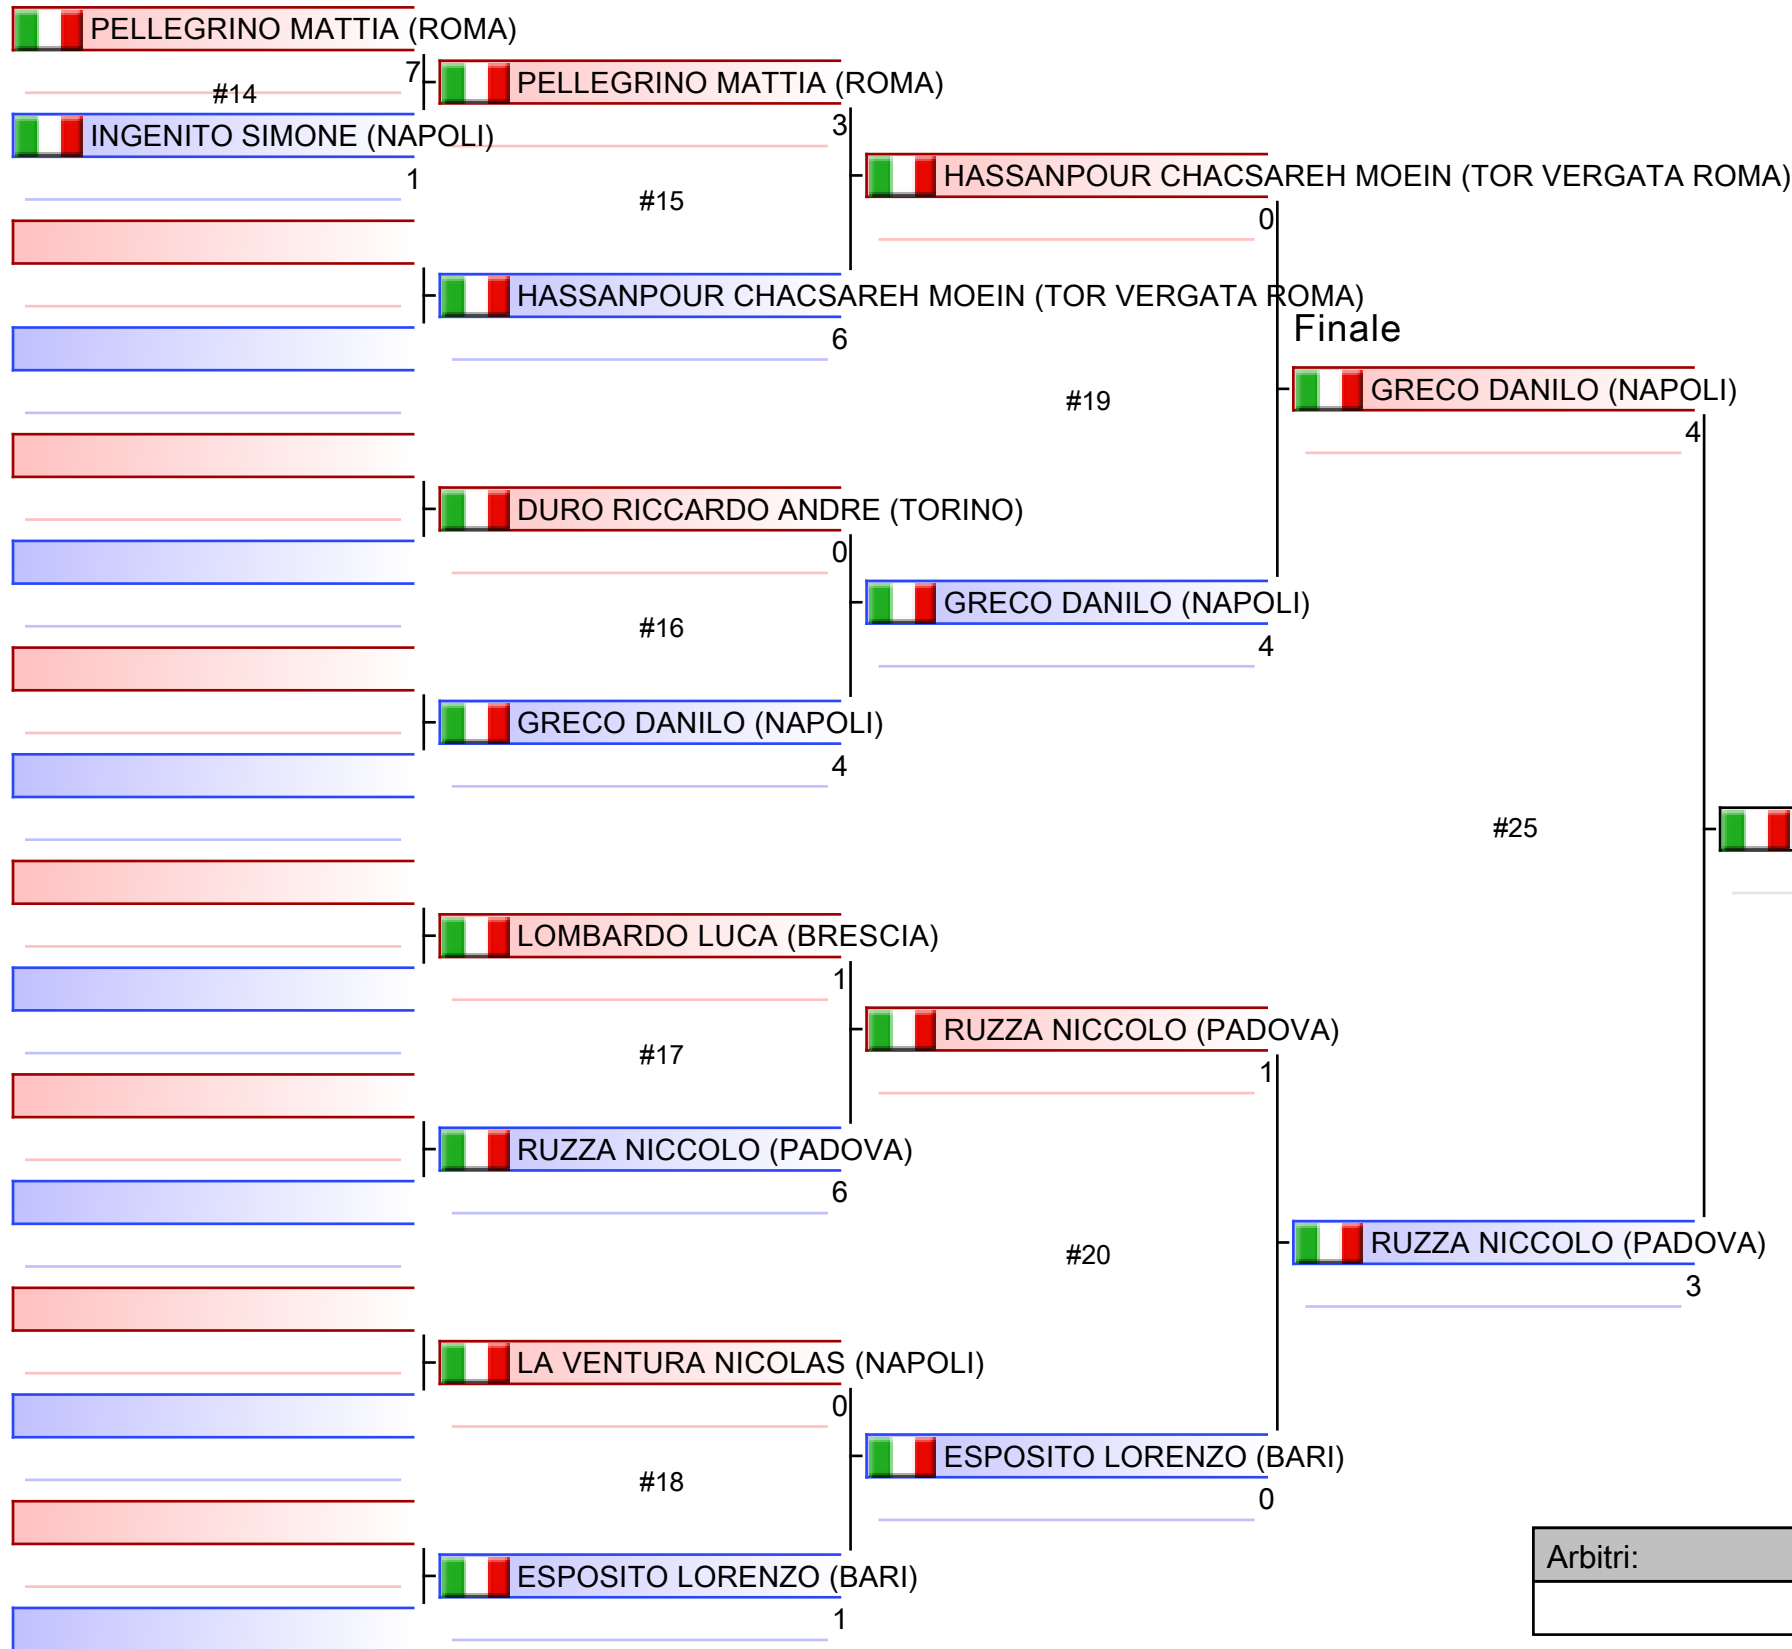 PELLEGRINO MATTIA (ROMA)
7
#14
INGENITO SIMONE (NAPOLI)
1
PELLEGRINO MATTIA (ROMA)
3
#15
HASSANPOUR CHACSAREH MOEIN (TOR VERGATA ROMA)
6
DURO RICCARDO ANDRE (TORINO)
0
#16
GRECO DANILO (NAPOLI)
4
LOMBARDO LUCA (BRESCIA)
1
#17
RUZZA NICCOLO (PADOVA)
6
LA VENTURA NICOLAS (NAPOLI)
0
#18
ESPOSITO LORENZO (BARI)
1
HASSANPOUR CHACSAREH MOEIN (TOR VERGATA ROMA)
0
#19
GRECO DANILO (NAPOLI)
4
RUZZA NICCOLO (PADOVA)
1
#20
ESPOSITO LORENZO (BARI)
0
Finale
GRECO DANILO (NAPOLI)
4
#25
RUZZA NICCOLO (PADOVA)
3
Arbitri: